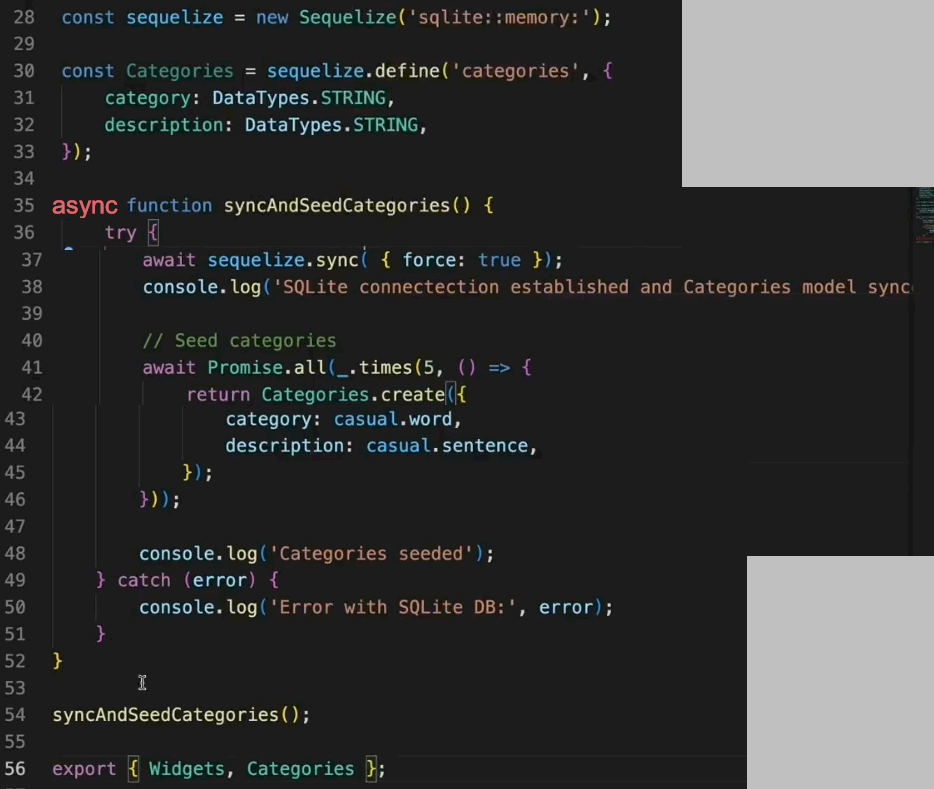 28 const sequelize = new Sequelize('sqlite::memory:');
29
30 const Categories = sequelize.define('categories', {
31 category: DataTypes.STRING,
32 description: DataTypes.STRING,
33 });
34
35 async function syncAndSeedCategories() {
36 try {
37 await sequelize.sync( { force: true });
38 console.log('SQLite connectection established and Categories model sync
39
40 // Seed categories
41 await Promise.all(_.times(5, () => {
42 return Categories.create({
43 category: casual.word,
44 description: casual.sentence,
45 });
46 }));
47
48 console.log('Categories seeded');
49 } catch (error) {
50 console.log('Error with SQLite DB:', error);
51 }
52 }
53
54 syncAndSeedCategories();
55
56 export { Widgets, Categories };